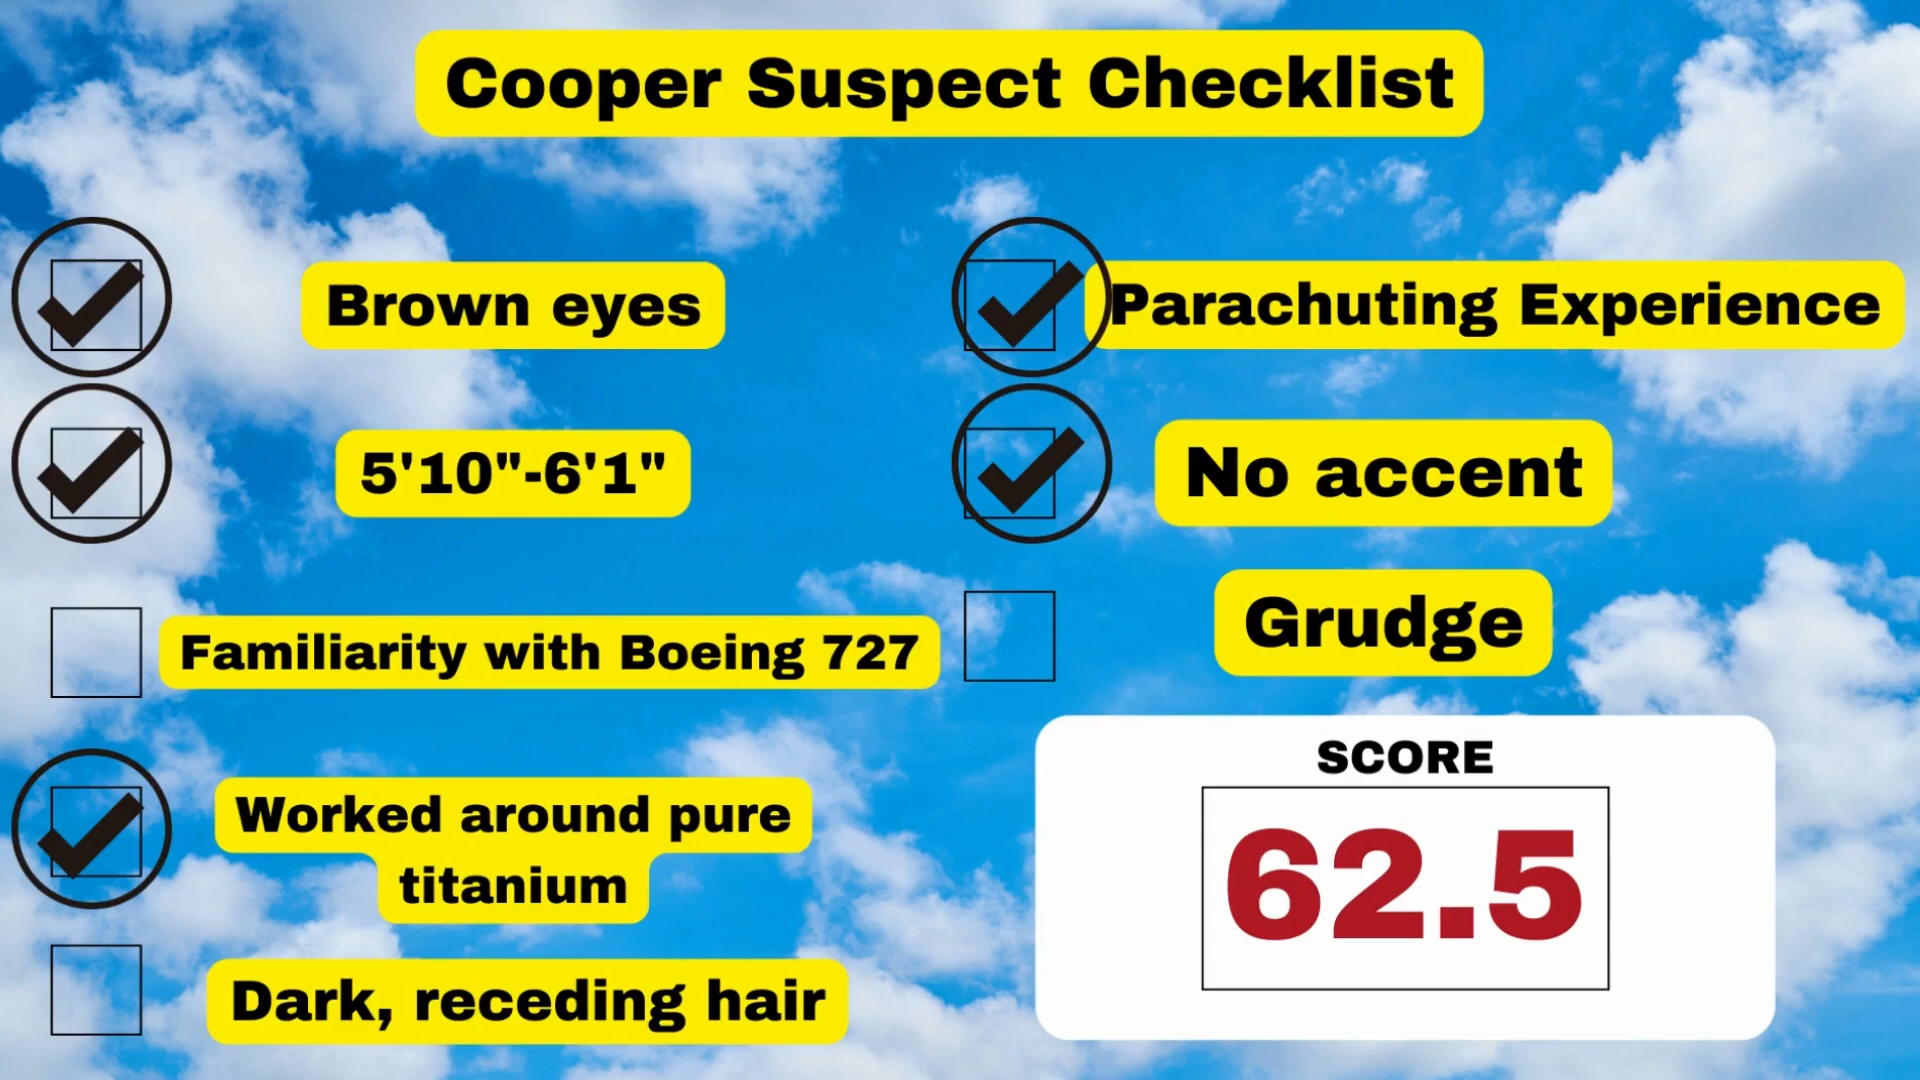 Cooper Suspect Checklist
Brown eyes
5'10"-6'1"
Familiarity with Boeing 727
Worked around pure
titanium
Dark, receding hair
Parachuting Experience
No accent
Grudge
SCORE
62.5